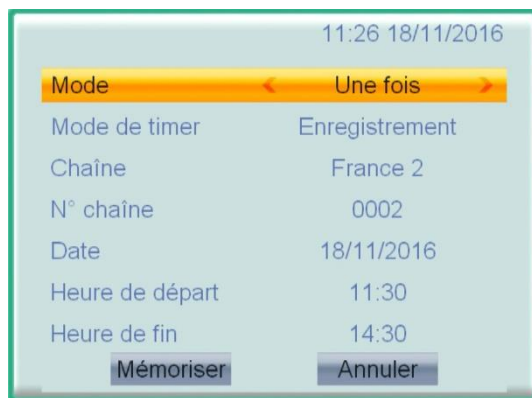 11:26 18/11/2016
Mode Une fois
Mode de timer Enregistrement
Chaîne France 2
N° chaîne 0002
Date 18/11/2016
Heure de départ 11:30
Heure de fin 14:30
Mémoriser Annuler